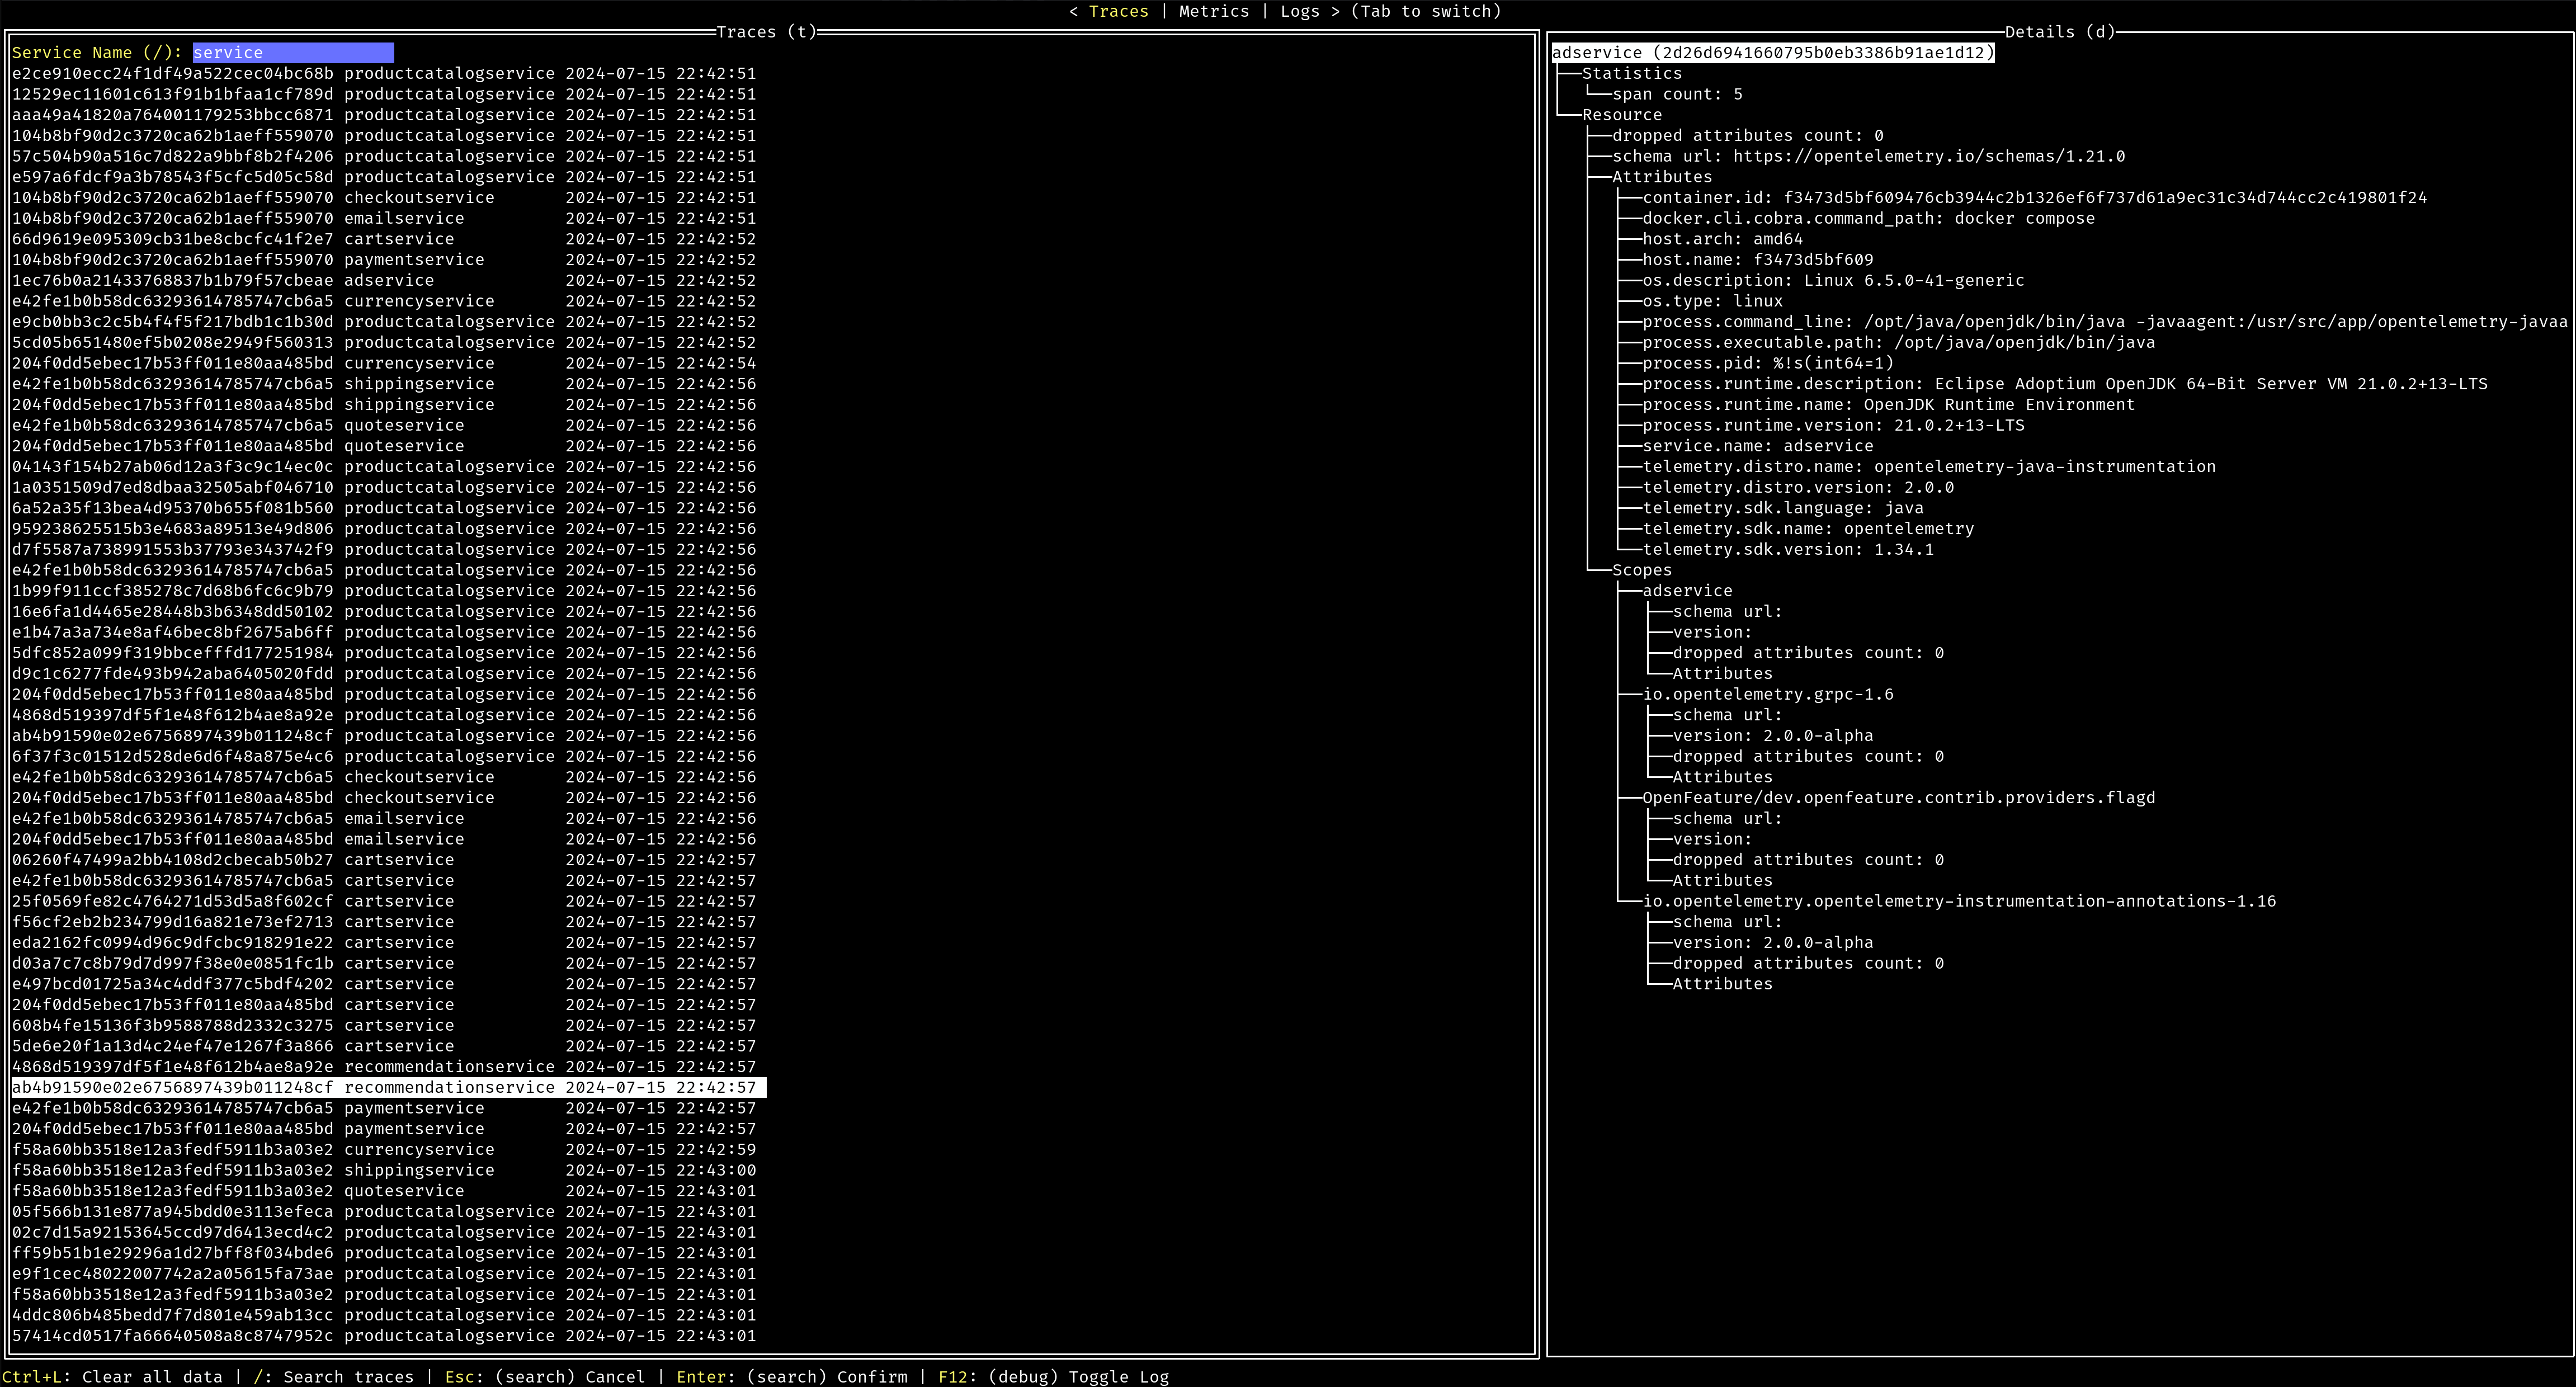 < Traces | Metrics | Logs > (Tab to switch)
Traces (t)
Service Name (/): service
e2ce910ecc24f1df49a522cec04bc68b productcatalogservice 2024-07-15 22:42:51
12529ec11601c613f91b1bfaa1cf789d productcatalogservice 2024-07-15 22:42:51
aaa49a41820a764001179253bbcc6871 productcatalogservice 2024-07-15 22:42:51
104b8bf90d2c3720ca62b1aeff559070 productcatalogservice 2024-07-15 22:42:51
57c504b90a516c7d822a9bbf8b2f4206 productcatalogservice 2024-07-15 22:42:51
e597a6fdcf9a3b78543f5cfc5d05c58d productcatalogservice 2024-07-15 22:42:51
104b8bf90d2c3720ca62b1aeff559070 checkoutservice 2024-07-15 22:42:51
104b8bf90d2c3720ca62b1aeff559070 emailservice 2024-07-15 22:42:51
66d9619e095309cb31be8cbcfc41f2e7 cartservice 2024-07-15 22:42:52
104b8bf90d2c3720ca62b1aeff559070 paymentservice 2024-07-15 22:42:52
1ec76b0a21433768837b1b79f57cbeae adservice 2024-07-15 22:42:52
e42fe1b0b58dc63293614785747cb6a5 currencyservice 2024-07-15 22:42:52
e9cb0bb3c2c5b4f4f5f217bdb1c1b30d productcatalogservice 2024-07-15 22:42:52
5cd05b651480ef5b0208e2949f560313 productcatalogservice 2024-07-15 22:42:52
204f0dd5ebec17b53ff011e80aa485bd currencyservice 2024-07-15 22:42:54
e42fe1b0b58dc63293614785747cb6a5 shippingservice 2024-07-15 22:42:56
204f0dd5ebec17b53ff011e80aa485bd shippingservice 2024-07-15 22:42:56
e42fe1b0b58dc63293614785747cb6a5 quoteservice 2024-07-15 22:42:56
204f0dd5ebec17b53ff011e80aa485bd quoteservice 2024-07-15 22:42:56
04143f154b27ab06d12a3f3c9c14ec0c productcatalogservice 2024-07-15 22:42:56
1a0351509d7ed8dbaa32505abf046710 productcatalogservice 2024-07-15 22:42:56
6a52a35f13bea4d95370b655f081b560 productcatalogservice 2024-07-15 22:42:56
959238625515b3e4683a89513e49d806 productcatalogservice 2024-07-15 22:42:56
d7f5587a738991553b37793e343742f9 productcatalogservice 2024-07-15 22:42:56
e42fe1b0b58dc63293614785747cb6a5 productcatalogservice 2024-07-15 22:42:56
1b99f911ccf385278c7d68b6fc6c9b79 productcatalogservice 2024-07-15 22:42:56
16e6fa1d4465e28448b3b6348dd50102 productcatalogservice 2024-07-15 22:42:56
e1b47a3a734e8af46bec8bf2675ab6ff productcatalogservice 2024-07-15 22:42:56
5dfc852a099f319bbcefffd177251984 productcatalogservice 2024-07-15 22:42:56
d9c1c6277fde493b942aba6405020fdd productcatalogservice 2024-07-15 22:42:56
204f0dd5ebec17b53ff011e80aa485bd productcatalogservice 2024-07-15 22:42:56
4868d519397df5f1e48f612b4ae8a92e productcatalogservice 2024-07-15 22:42:56
ab4b91590e02e6756897439b011248cf productcatalogservice 2024-07-15 22:42:56
6f37f3c01512d528de6d6f48a875e4c6 productcatalogservice 2024-07-15 22:42:56
e42fe1b0b58dc63293614785747cb6a5 checkoutservice 2024-07-15 22:42:56
204f0dd5ebec17b53ff011e80aa485bd checkoutservice 2024-07-15 22:42:56
e42fe1b0b58dc63293614785747cb6a5 emailservice 2024-07-15 22:42:56
204f0dd5ebec17b53ff011e80aa485bd emailservice 2024-07-15 22:42:56
06260f47499a2bb4108d2cbecab50b27 cartservice 2024-07-15 22:42:57
e42fe1b0b58dc63293614785747cb6a5 cartservice 2024-07-15 22:42:57
25f0569fe82c4764271d53d5a8f602cf cartservice 2024-07-15 22:42:57
f56cf2eb2b234799d16a821e73ef2713 cartservice 2024-07-15 22:42:57
eda2162fc0994d96c9dfcbc918291e22 cartservice 2024-07-15 22:42:57
d03a7c7c8b79d7d997f38e0e0851fc1b cartservice 2024-07-15 22:42:57
e497bcd01725a34c4ddf377c5bdf4202 cartservice 2024-07-15 22:42:57
204f0dd5ebec17b53ff011e80aa485bd cartservice 2024-07-15 22:42:57
608b4fe15136f3b9588788d2332c3275 cartservice 2024-07-15 22:42:57
5de6e20f1a13d4c24ef47e1267f3a866 cartservice 2024-07-15 22:42:57
4868d519397df5f1e48f612b4ae8a92e recommendationservice 2024-07-15 22:42:57
ab4b91590e02e6756897439b011248cf recommendationservice 2024-07-15 22:42:57
e42fe1b0b58dc63293614785747cb6a5 paymentservice 2024-07-15 22:42:57
204f0dd5ebec17b53ff011e80aa485bd paymentservice 2024-07-15 22:42:57
f58a60bb3518e12a3fedf5911b3a03e2 currencyservice 2024-07-15 22:42:59
f58a60bb3518e12a3fedf5911b3a03e2 shippingservice 2024-07-15 22:43:00
f58a60bb3518e12a3fedf5911b3a03e2 quoteservice 2024-07-15 22:43:01
05f566b131e877a945bdd0e3113efeca productcatalogservice 2024-07-15 22:43:01
02c7d15a92153645ccd97d6413ecd4c2 productcatalogservice 2024-07-15 22:43:01
ff59b51b1e29296a1d27bff8f034bde6 productcatalogservice 2024-07-15 22:43:01
e9f1cec48022007742a2a05615fa73ae productcatalogservice 2024-07-15 22:43:01
f58a60bb3518e12a3fedf5911b3a03e2 productcatalogservice 2024-07-15 22:43:01
4ddc806b485bedd7f7d801e459ab13cc productcatalogservice 2024-07-15 22:43:01
57414cd0517fa66640508a8c8747952c productcatalogservice 2024-07-15 22:43:01
Details (d)
adservice (2d26d6941660795b0eb3386b91ae1d12)
Statistics
span count: 5
Resource
dropped attributes count: 0
schema url: https://opentelemetry.io/schemas/1.21.0
Attributes
container.id: f3473d5bf609476cb3944c2b1326ef6f737d61a9ec31c34d744cc2c419801f24
docker.cli.cobra.command_path: docker compose
host.arch: amd64
host.name: f3473d5bf609
os.description: Linux 6.5.0-41-generic
os.type: linux
process.command_line: /opt/java/openjdk/bin/java -javaagent:/usr/src/app/opentelemetry-javaa
process.executable.path: /opt/java/openjdk/bin/java
process.pid: %!s(int64=1)
process.runtime.description: Eclipse Adoptium OpenJDK 64-Bit Server VM 21.0.2+13-LTS
process.runtime.name: OpenJDK Runtime Environment
process.runtime.version: 21.0.2+13-LTS
service.name: adservice
telemetry.distro.name: opentelemetry-java-instrumentation
telemetry.distro.version: 2.0.0
telemetry.sdk.language: java
telemetry.sdk.name: opentelemetry
telemetry.sdk.version: 1.34.1
Scopes
adservice
schema url:
version:
dropped attributes count: 0
Attributes
io.opentelemetry.grpc-1.6
schema url:
version: 2.0.0-alpha
dropped attributes count: 0
Attributes
OpenFeature/dev.openfeature.contrib.providers.flagd
schema url:
version:
dropped attributes count: 0
Attributes
io.opentelemetry.opentelemetry-instrumentation-annotations-1.16
schema url:
version: 2.0.0-alpha
dropped attributes count: 0
Attributes
Ctrl+L: Clear all data | /: Search traces | Esc: (search) Cancel | Enter: (search) Confirm | F12: (debug) Toggle Log